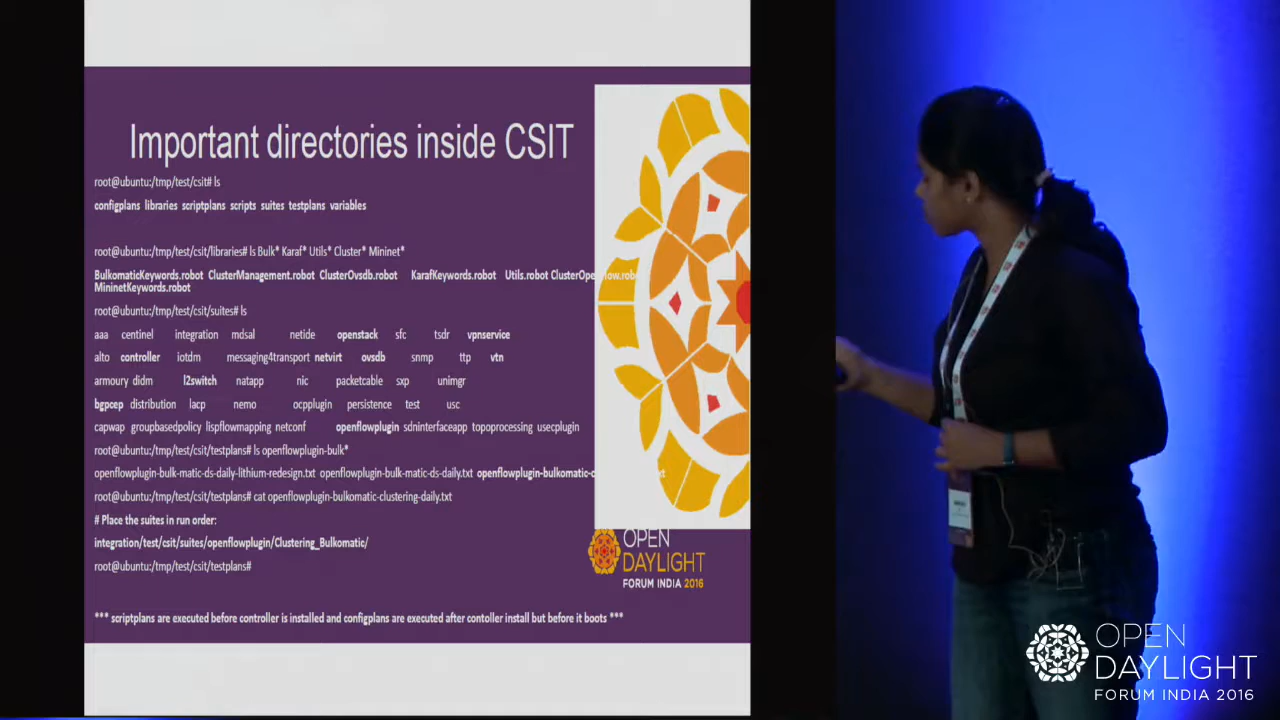 Important directories inside CSIT
root@ubuntu:/tmp/test/csit# ls
configplans libraries scriptplans scripts suites testplans variables
root@ubuntu:/tmp/test/csit/libraries# ls Bulk* Karaf* Utils* Cluster* Mininet*
BulkomaticKeywords.robot ClusterManagement.robot ClusterOvsdb.robot KarafKeywords.robot Utils.robot
MininetKeywords.robot
root@ubuntu:/tmp/test/csit/suites# ls
aaa centinel integration mdsal netide openstack sfc tsdr vpnservice
alto controller iotdm messaging4transport netvirt ovsdb snmp ttp vtn
armoury didm l2switch natapp nic packetcable sxp unimgr
bgpcep distribution lacp nemo ocpplugin persistence test usc
capwap groupbasedpolicy lispflowmapping netconf openflowplugin sdninterfaceapp topoprocessing usecplugin
root@ubuntu:/tmp/test/csit/testplans# ls openflowplugin-bulk*
openflowplugin-bulk-matic-ds-daily-lithium-redesign.txt openflowplugin-bulk-matic-ds-daily.txt
root@ubuntu:/tmp/test/csit/testplans# cat openflowplugin-bulkomatic-clustering-daily.txt
# Place the suites in run order:
integration/test/csit/suites/openflowplugin/Clustering_Bulkomatic/
root@ubuntu:/tmp/test/csit/testplans#
*** scriptplans are executed before controller is installed and configplans are executed after contoller install but before it boots ***
OPEN
DAYLIGHT
FORUM INDIA 2016
OPEN
DAYLIGHT
FORUM INDIA 2016